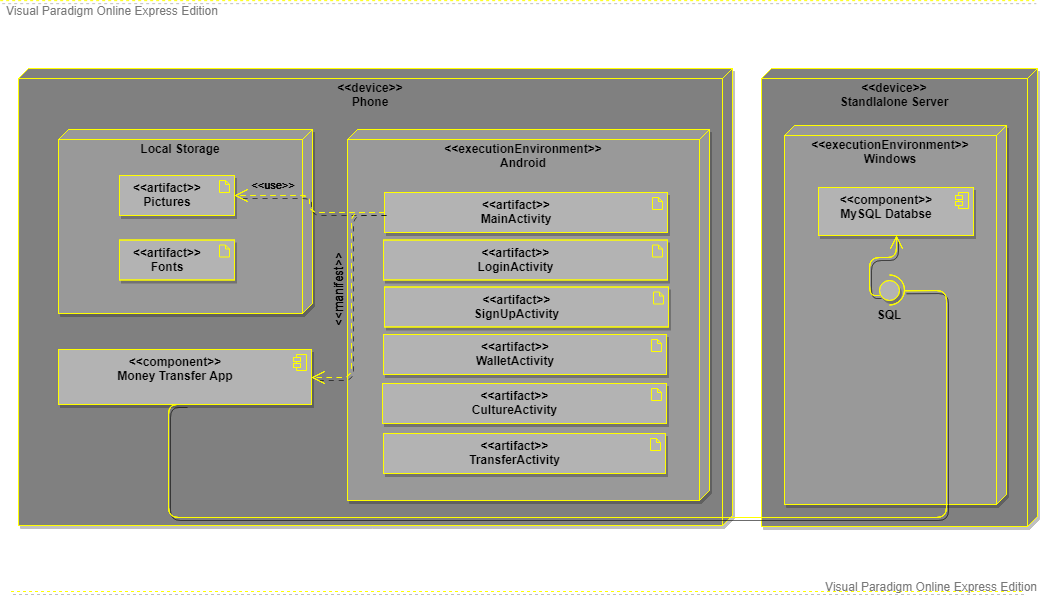 Visual Paradigm Online Express Edition
<<device>>
Phone
Local Storage
<<artifact>>
Pictures
<<use>>
<<artifact>>
Fonts
<<manifest>>
<<component>>
Money Transfer App
<<executionEnvironment>>
Android
<<artifact>>
MainActivity
<<artifact>>
LoginActivity
<<artifact>>
SignUpActivity
<<artifact>>
WalletActivity
<<artifact>>
CultureActivity
<<artifact>>
TransferActivity
<<device>>
Standlalone Server
<<executionEnvironment>>
Windows
<<component>>
MySQL Databse
SQL
Visual Paradigm Online Express Edition